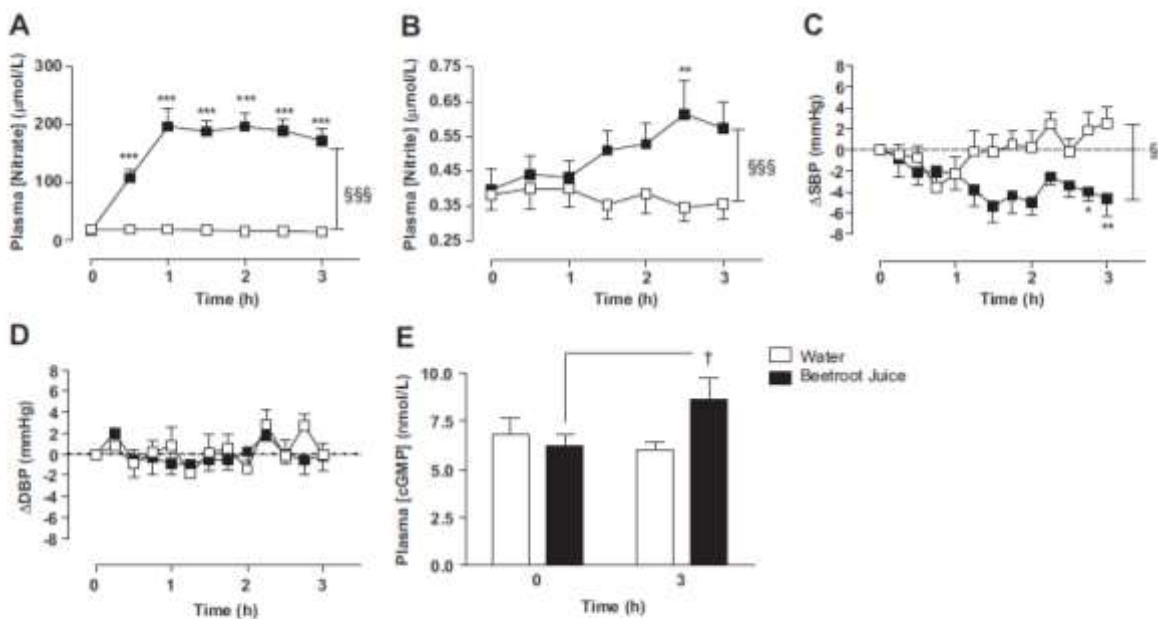 A
B
C
Plasma [Nitrate] (µmol/L)
300
200
100
0
***
***
***
***
***
***
§§§
0 1 2 3
Time (h)
Plasma [Nitrite] (µmol/L)
0.75
0.65
0.55
0.45
0.35
0.25
**
§§§
0 1 2 3
Time (h)
ΔSBP (mmHg)
8
6
4
2
0
-2
-4
-6
-8
*
**
0 1 2 3
Time (h)
D
E
ΔDBP (mmHg)
8
6
4
2
0
-2
-4
-6
-8
0 1 2 3
Time (h)
Plasma [cGMP] (nmol/L)
10.0
7.5
5.0
2.5
0.0
†
0 3
Time (h)
Water
Beetroot Juice